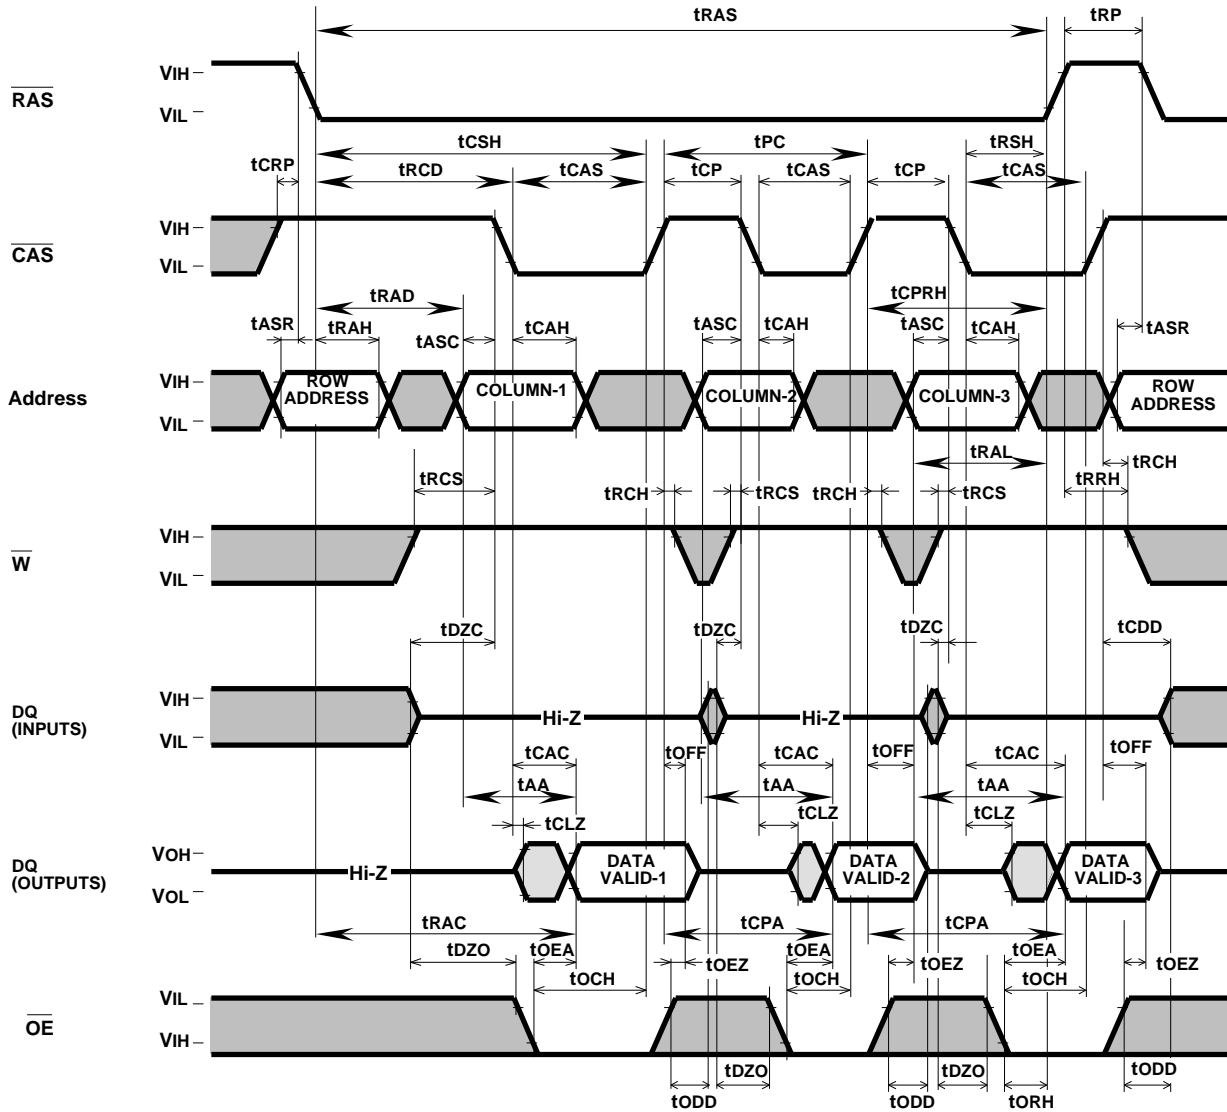 tRAS tRP
VIH
RAS
VIL
tCSH tPC tRSH
tCRP tRCD tCAS tCP tCAS tCP tCAS
VIH
CAS
VIL
tRAD tCPRH
tASR tRAH tASC tCAH tASC tCAH tASC tCAH tASR
VIH
Address
VIL
ROW ADDRESS
COLUMN-1
COLUMN-2
COLUMN-3
ROW ADDRESS
tRAL tRCH
tRCS tRCH tRCS tRCH tRCS tRRH
VIH
W
VIL
tDZC tDZC tDZC tCDD
VIH
DQ
(INPUTS)
VIL
Hi-Z Hi-Z
tCAC tOFF tCAC tOFF tCAC tOFF
tAA tAA tAA
tCLZ tCLZ tCLZ
VOH
DQ
(OUTPUTS)
VOL
Hi-Z
DATA VALID-1
DATA VALID-2
DATA VALID-3
tRAC tCPA tCPA
tDZO tOEA tOEZ tOEA tOEZ tOEA tOEZ
tOCH tOCH tOCH
VIL
OE
VIH
tDZO tDZO tODD
tODD tODD tORH